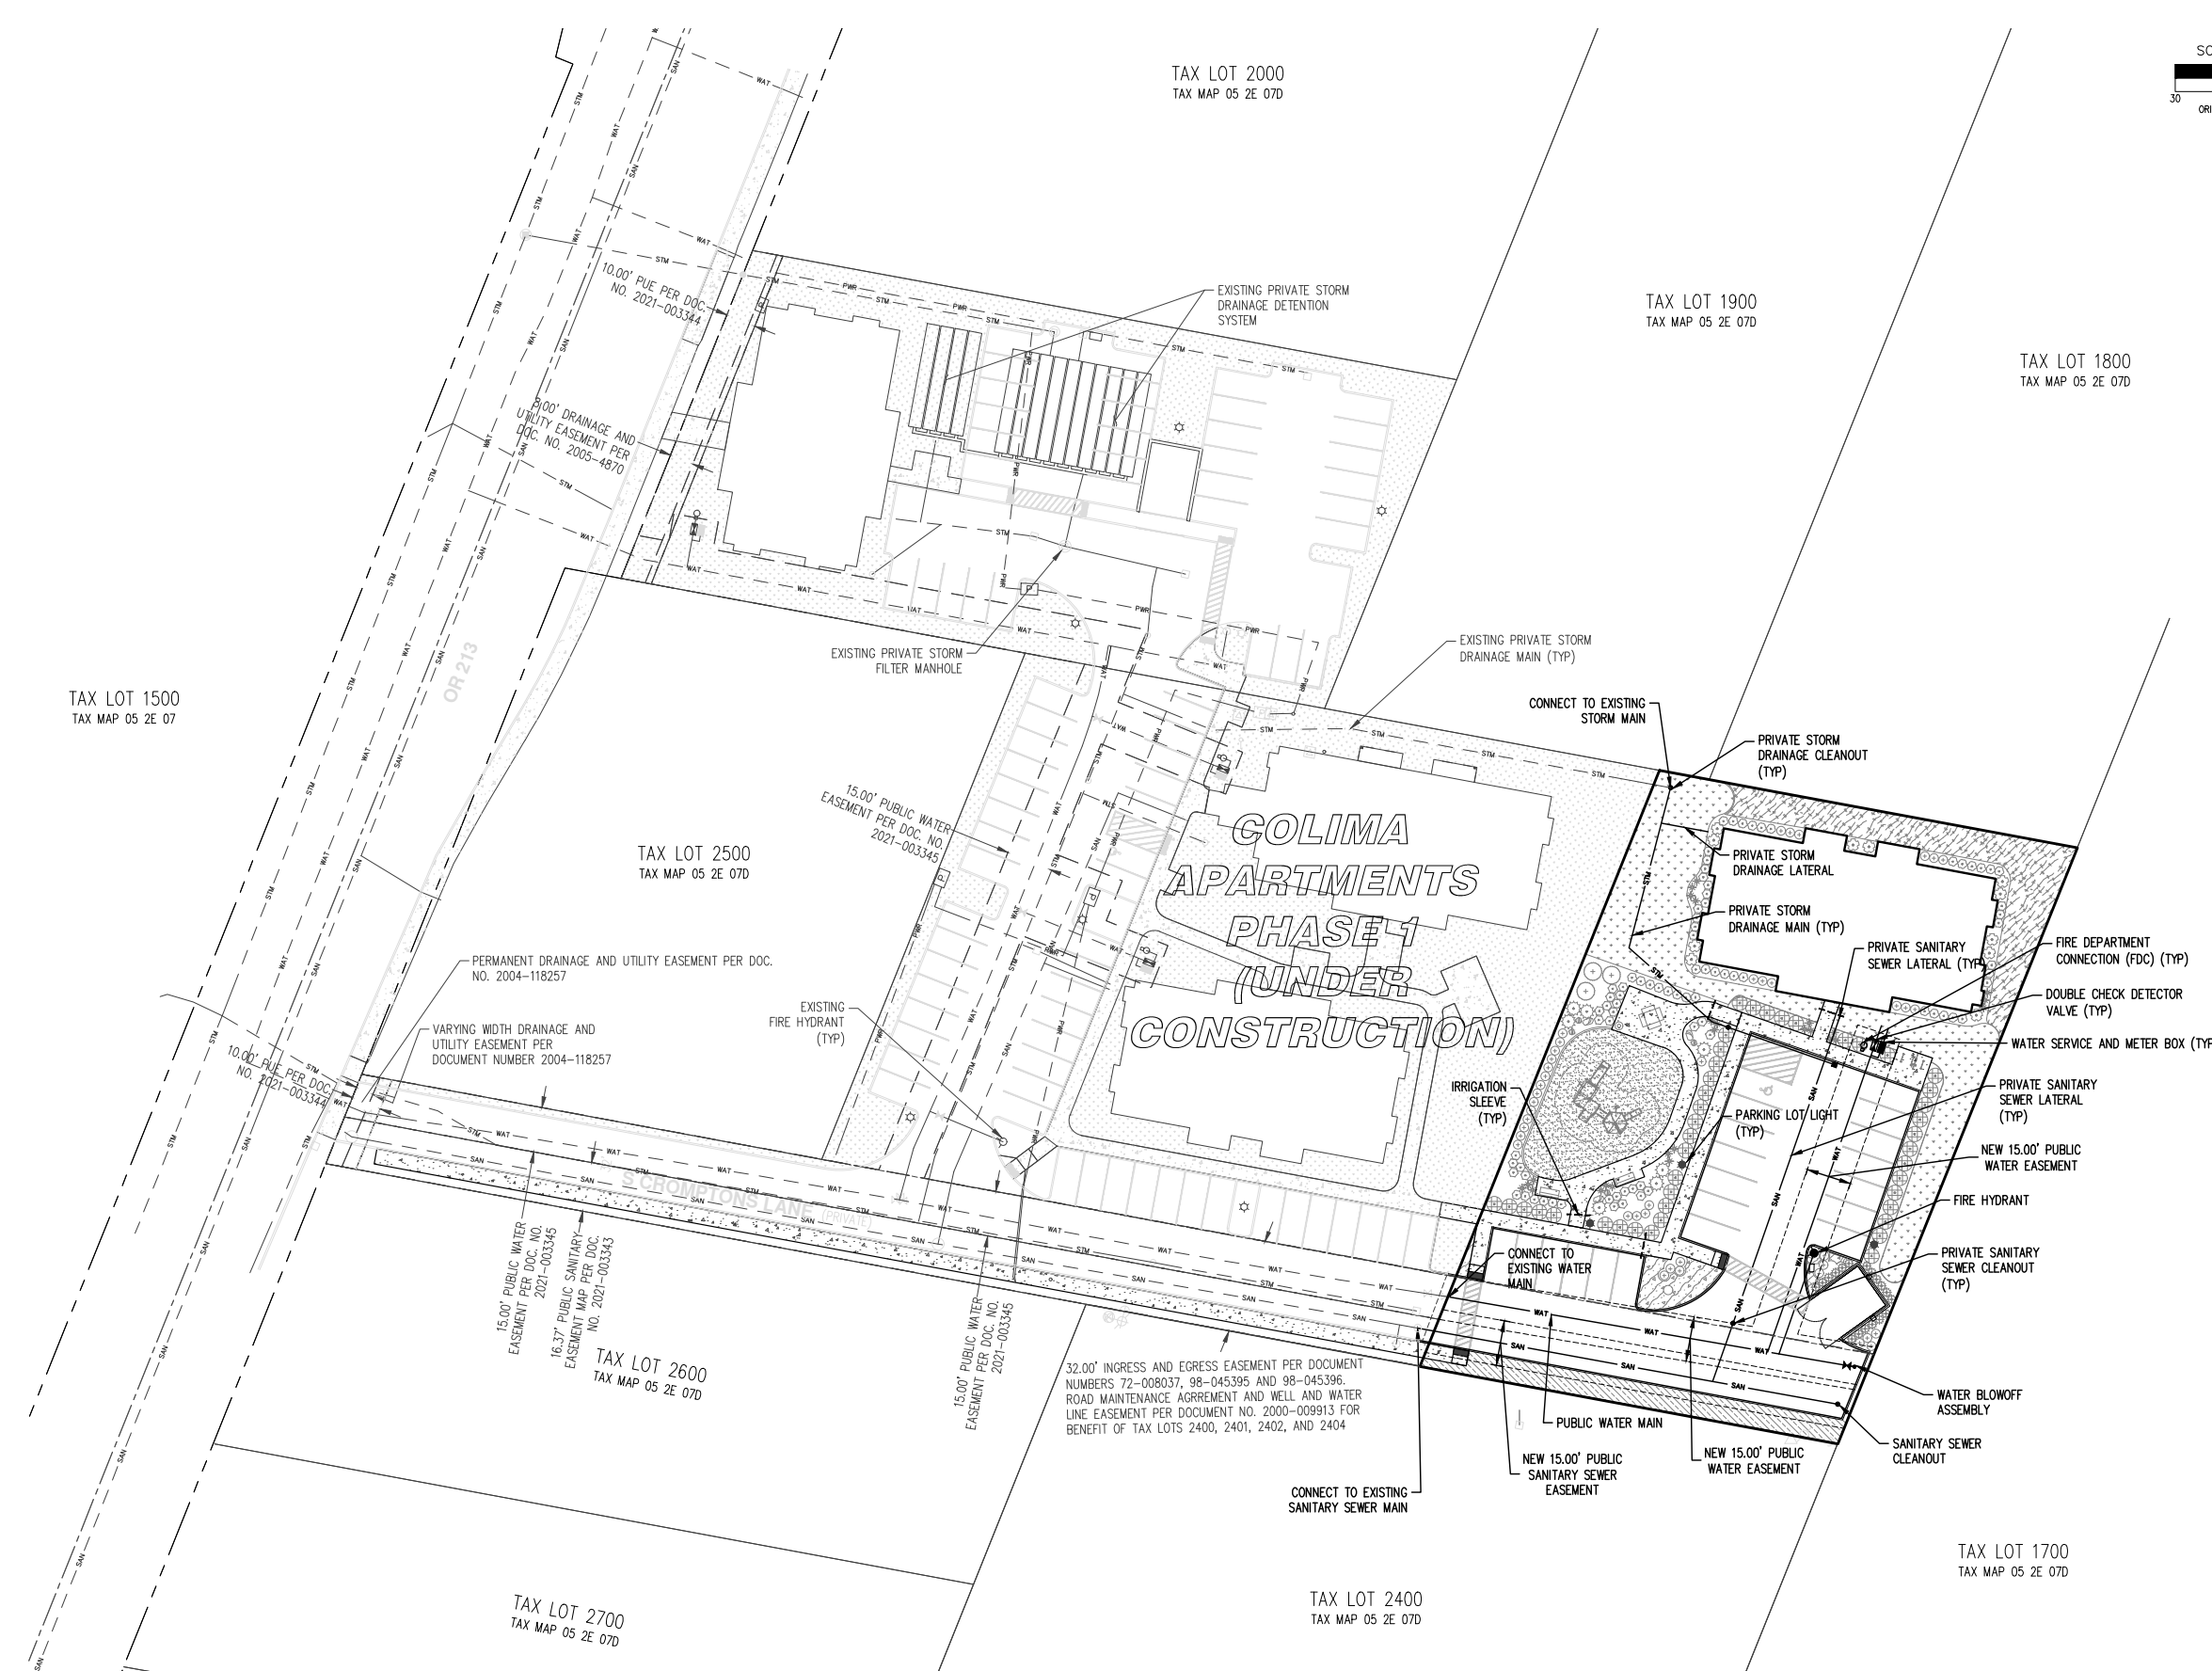 SC
30
ORI
TAX LOT 2000
TAX MAP 05 2E 07D
TAX LOT 1900
TAX MAP 05 2E 07D
TAX LOT 1800
TAX MAP 05 2E 07D
10.00' PUE PER DOC.
NO. 2021-003344
EXISTING PRIVATE STORM
DRAINAGE DETENTION
SYSTEM
8.00' DRAINAGE AND
UTILITY EASEMENT PER
DOC. NO. 2005-4870
OR 213
TAX LOT 1500
TAX MAP 05 2E 07
EXISTING PRIVATE STORM
FILTER MANHOLE
EXISTING PRIVATE STORM
DRAINAGE MAIN (TYP)
CONNECT TO EXISTING
STORM MAIN
PRIVATE STORM
DRAINAGE CLEANOUT
(TYP)
15.00' PUBLIC WATER
EASEMENT PER DOC. NO.
2021-003345
TAX LOT 2500
TAX MAP 05 2E 07D
COLIMA
APARTMENTS
PHASE 1
(UNDER
CONSTRUCTION)
PRIVATE STORM
DRAINAGE LATERAL
PRIVATE STORM
DRAINAGE MAIN (TYP)
PRIVATE SANITARY
SEWER LATERAL (TYP)
FIRE DEPARTMENT
CONNECTION (FDC) (TYP)
DOUBLE CHECK DETECTOR
VALVE (TYP)
WATER SERVICE AND METER BOX (TYP
PERMANENT DRAINAGE AND UTILITY EASEMENT PER DOC.
NO. 2004-118257
VARYING WIDTH DRAINAGE AND
UTILITY EASEMENT PER
DOCUMENT NUMBER 2004-118257
EXISTING
FIRE HYDRANT
(TYP)
10.00' PUE PER DOC.
NO. 2021-003344
IRRIGATION
SLEEVE
(TYP)
PARKING LOT LIGHT
(TYP)
PRIVATE SANITARY
SEWER LATERAL
(TYP)
NEW 15.00' PUBLIC
WATER EASEMENT
FIRE HYDRANT
PRIVATE SANITARY
SEWER CLEANOUT
(TYP)
CONNECT TO
EXISTING WATER
MAIN
S CROMPTONS LANE (PRIVATE)
15.00' PUBLIC WATER
EASEMENT PER DOC. NO.
2021-003345
16.37' PUBLIC SANITARY
EASEMENT MAP PER DOC.
NO. 2021-003343
15.00' PUBLIC WATER
EASEMENT PER DOC. NO.
2021-003345
32.00' INGRESS AND EGRESS EASEMENT PER DOCUMENT
NUMBERS 72-008037, 98-045395 AND 98-045396.
ROAD MAINTENANCE AGRREMENT AND WELL AND WATER
LINE EASEMENT PER DOCUMENT NO. 2000-009913 FOR
BENEFIT OF TAX LOTS 2400, 2401, 2402, AND 2404
TAX LOT 2600
TAX MAP 05 2E 07D
WATER BLOWOFF
ASSEMBLY
PUBLIC WATER MAIN
SANITARY SEWER
CLEANOUT
NEW 15.00' PUBLIC
SANITARY SEWER
EASEMENT
NEW 15.00' PUBLIC
WATER EASEMENT
CONNECT TO EXISTING
SANITARY SEWER MAIN
TAX LOT 1700
TAX MAP 05 2E 07D
TAX LOT 2400
TAX MAP 05 2E 07D
TAX LOT 2700
TAX MAP 05 2E 07D
STM
WAT
SAN
PWR